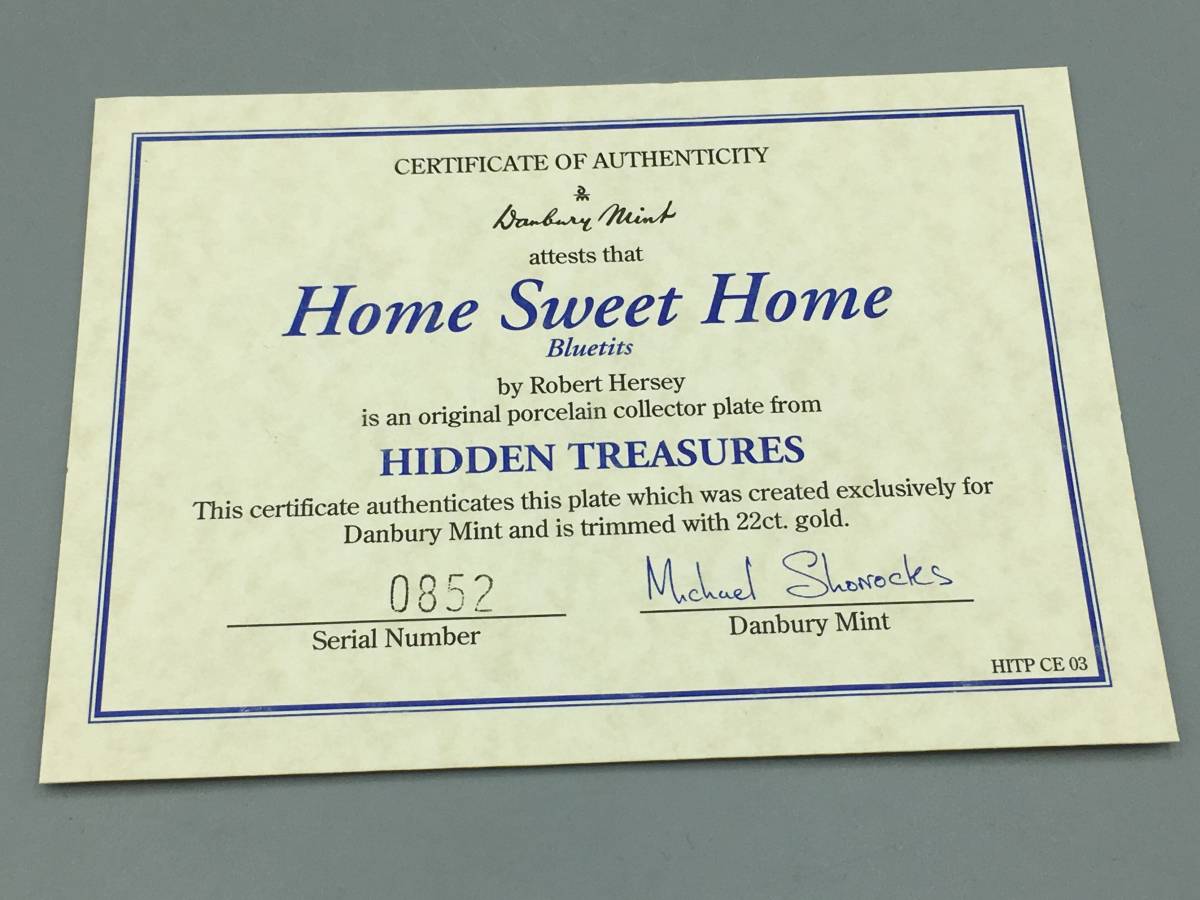 CERTIFICATE OF AUTHENTICITY
Danbury Mint
attests that
Home Sweet Home
Bluetits
by Robert Hersey
is an original porcelain collector plate from
HIDDEN TREASURES
This certificate authenticates this plate which was created exclusively for
Danbury Mint and is trimmed with 22ct. gold.
0852
Serial Number
Michael Shorrocks
Danbury Mint
HITP CE 03